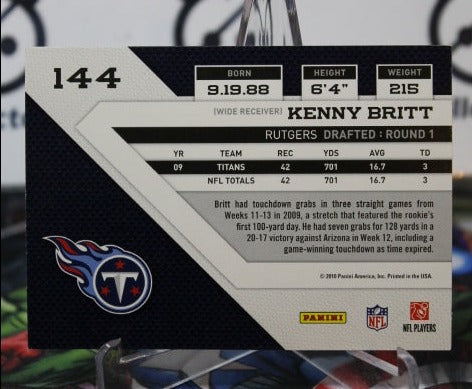 144
BORN
9.19.88
HEIGHT
6'4"
WEIGHT
215
(WIDE RECEIVER) KENNY BRITT
RUTGERS DRAFTED : ROUND 1
YR TEAM REC YDS AVG TD
09 TITANS 42 701 16.7 3
NFL TOTALS 42 701 16.7 3
Britt had touchdown grabs in three straight games from
Weeks 11-13 in 2009, a stretch that featured the rookie's
first 100-yard day. He had seven grabs for 128 yards in a
20-17 victory against Arizona in Week 12, including a
game-winning touchdown as time expired.
© 2010 Panini America, Inc. Printed in the USA.
T
PANINI
NFL
NFL PLAYERS